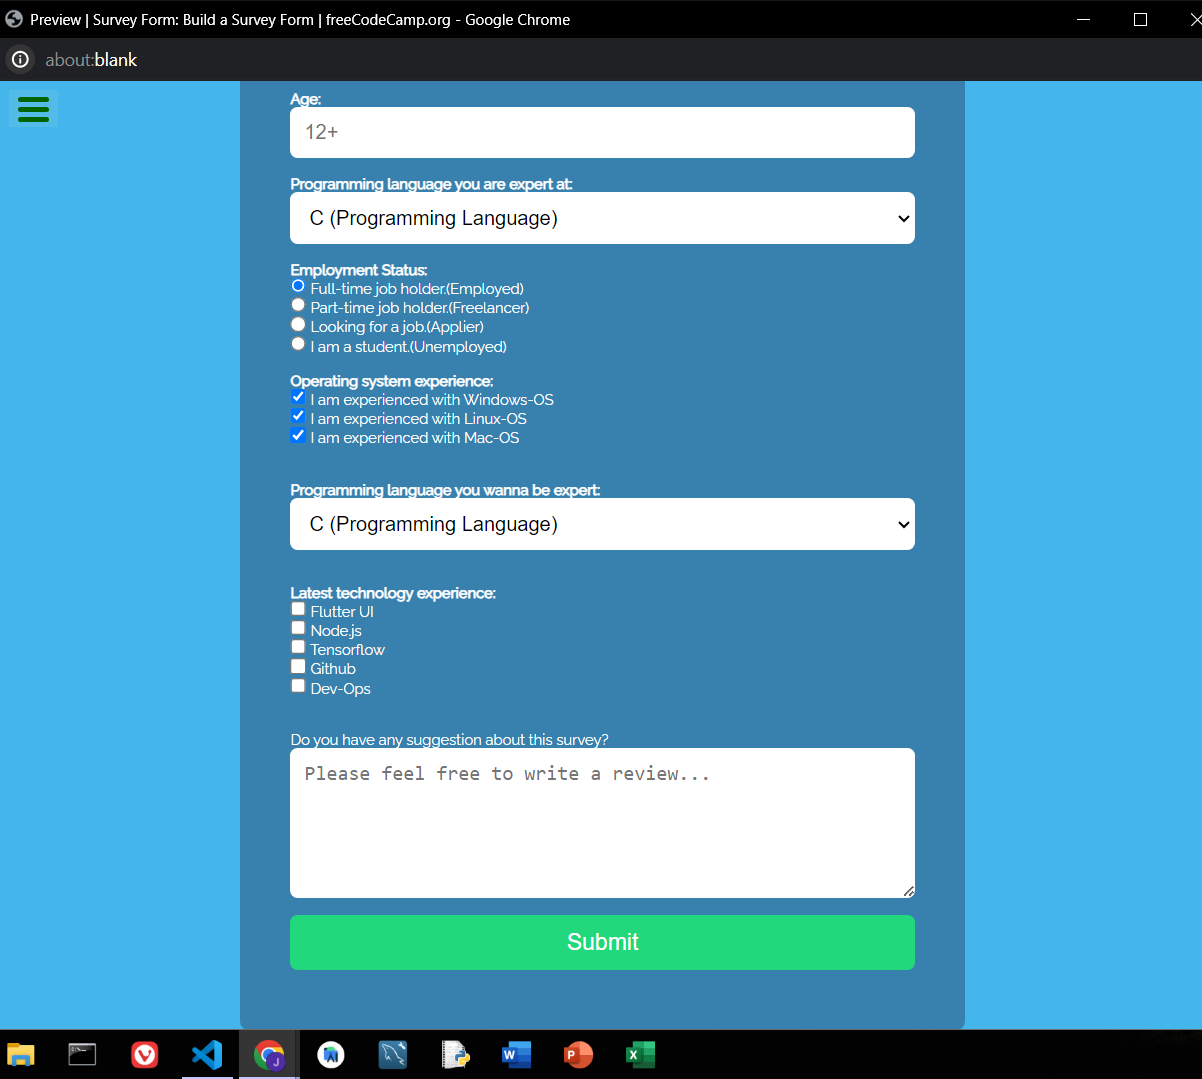 Preview | Survey Form: Build a Survey Form | freeCodeCamp.org - Google Chrome
about:blank
Age:
12+
Programming language you are expert at:
C (Programming Language)
Employment Status:
Full-time job holder.(Employed)
Part-time job holder.(Freelancer)
Looking for a job.(Applier)
I am a student.(Unemployed)
Operating system experience:
I am experienced with Windows-OS
I am experienced with Linux-OS
I am experienced with Mac-OS
Programming language you wanna be expert:
C (Programming Language)
Latest technology experience:
Flutter UI
Node.js
Tensorflow
Github
Dev-Ops
Do you have any suggestion about this survey?
Please feel free to write a review...
Submit